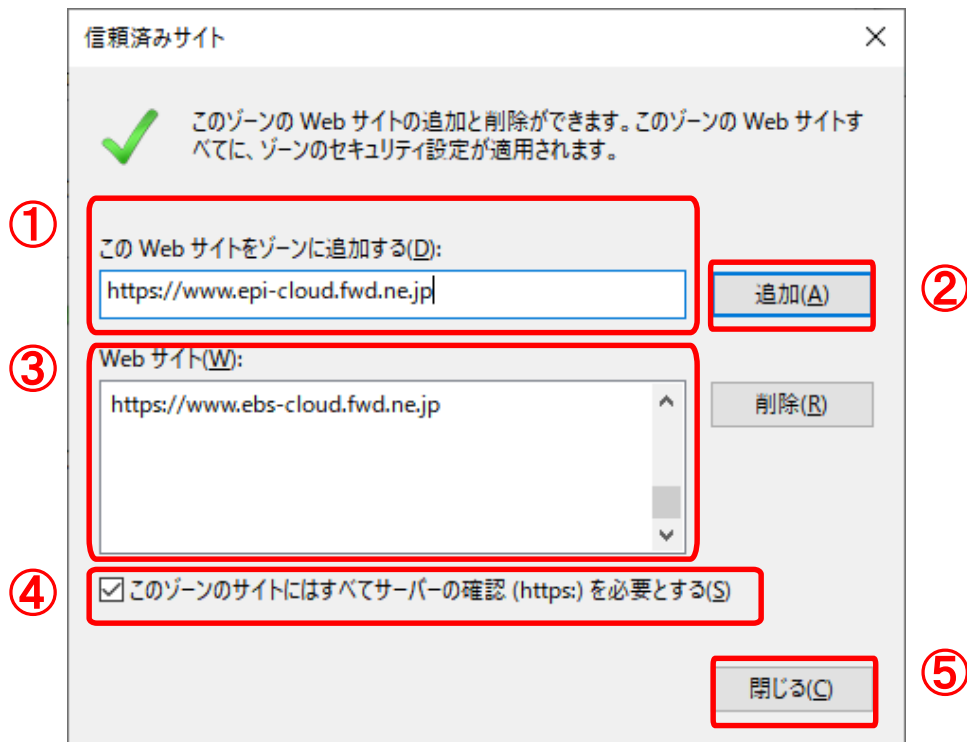 信頼済みサイト
このゾーンの Web サイトの追加と削除ができます。このゾーンの Web サイトす
べてに、ゾーンのセキュリティ設定が適用されます。
①
この Web サイトをゾーンに追加する(D):
https://www.epi-cloud.fwd.ne.jp
追加(A)
②
③
Web サイト(W):
https://www.ebs-cloud.fwd.ne.jp
削除(R)
④
このゾーンのサイトにはすべてサーバーの確認 (https:) を必要とする(S)
閉じる(C)
⑤